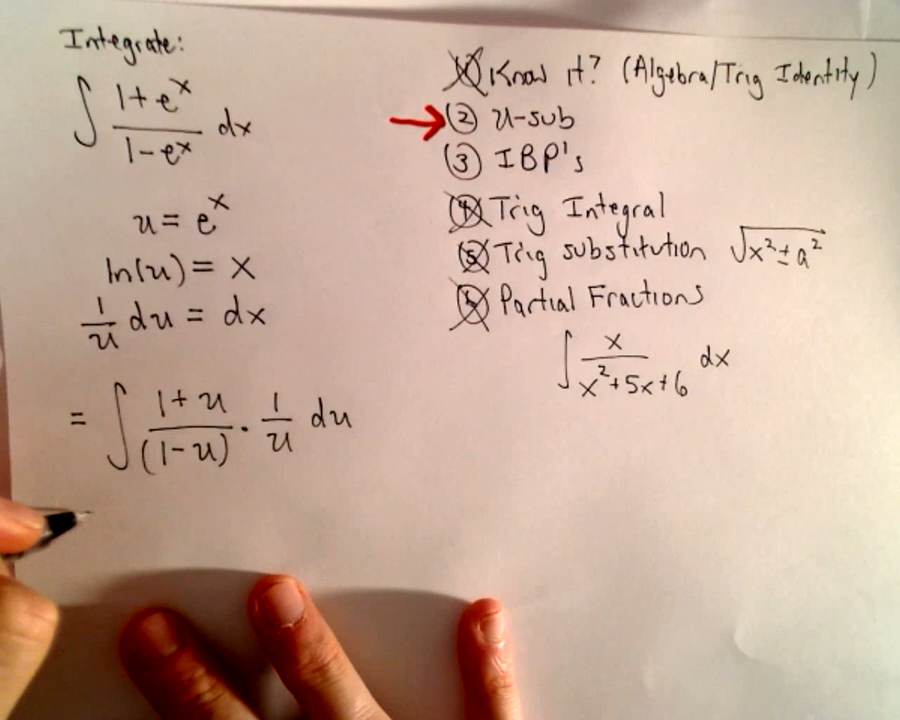 Integrate:
∫ (1+e^x)/(1-e^x) dx
u = e^x
ln(u) = x
1/u du = dx
= ∫ (1+u)/((1-u)) · 1/u du
(1) Know it? (Algebra/Trig Identity)
→ (2) u-sub
(3) IBP's
(4) Trig Integral
(5) Trig substitution √(x²±a²)
(6) Partial Fractions
∫ x/(x²+5x+6) dx